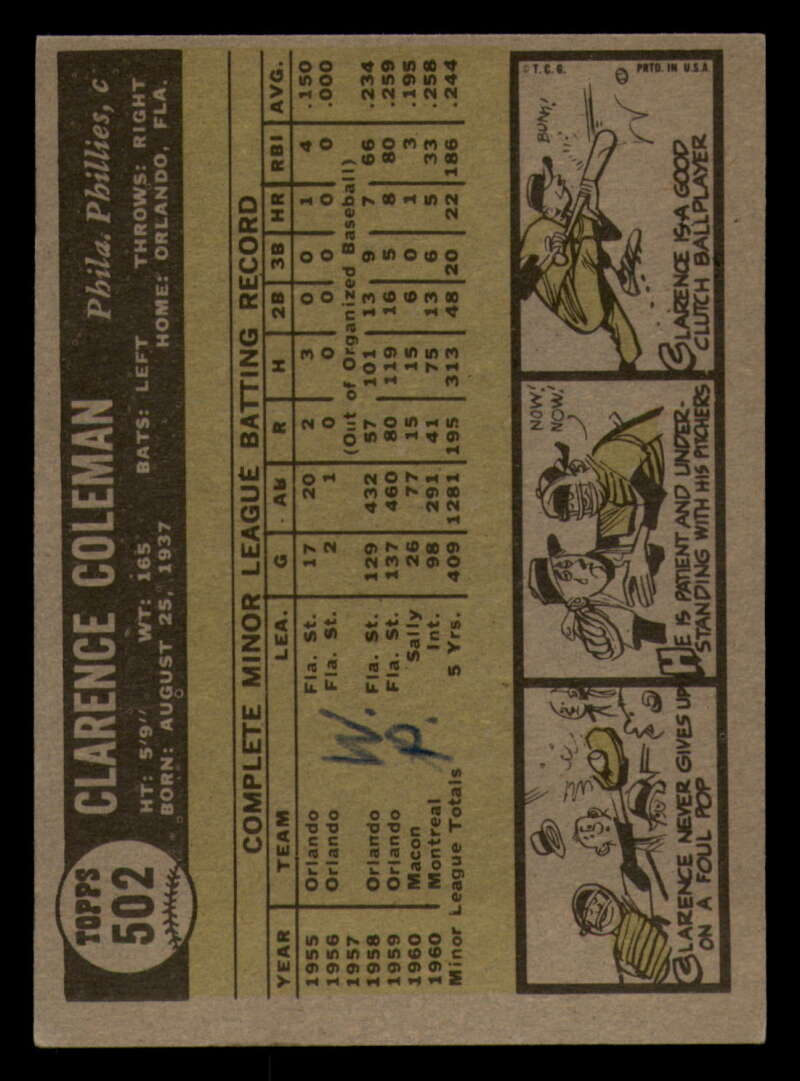 TOPPS
502
CLARENCE COLEMAN Phila. Phillies, c
HT: 5'9" WT: 165 BATS: LEFT THROWS: RIGHT
BORN: AUGUST 25, 1937 HOME: ORLANDO, FLA.
COMPLETE MINOR LEAGUE BATTING RECORD
YEAR TEAM LEA. G AB R H 2B 3B HR RBI AVG.
1955 Orlando Fla. St. 17 20 2 3 0 0 1 4 .150
1956 Orlando Fla. St. 2 1 0 0 0 0 0 0 .000
1957 (Out of Organized Baseball)
1958 Orlando Fla. St. 129 432 57 101 13 9 7 66 .234
1959 Orlando Fla. St. 137 460 80 119 16 5 8 80 .259
1960 Macon Sally 26 77 15 15 6 0 1 3 .195
1960 Montreal Int. 98 291 41 75 13 6 5 33 .258
Minor League Totals 5 Yrs. 409 1281 195 313 48 20 22 186 .244
W.
P.
CLARENCE NEVER GIVES UP
ON A FOUL POP
NOW,
NOW!
HE IS PATIENT AND UNDER-
STANDING WITH HIS PITCHERS
© T.C.G. PRTD. IN U.S.A.
BUNH!
CLARENCE IS A GOOD
CLUTCH BALLPLAYER